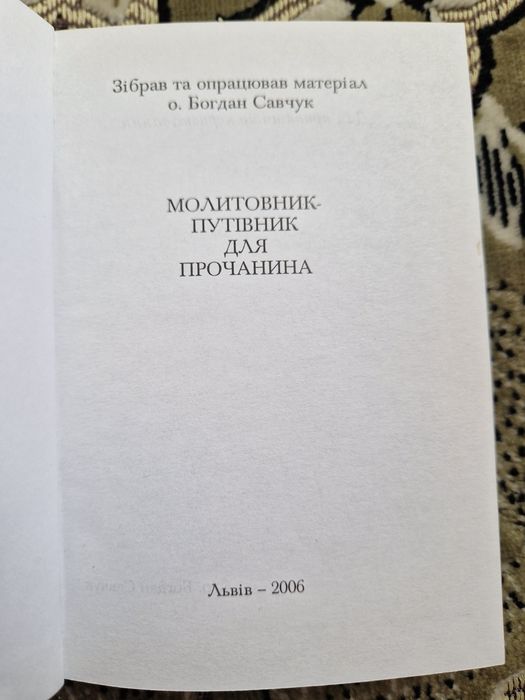 Зібрав та опрацював матеріал
о. Богдан Савчук
МОЛИТОВНИК-
ПУТІВНИК
ДЛЯ
ПРОЧАНИНА
Львів – 2006